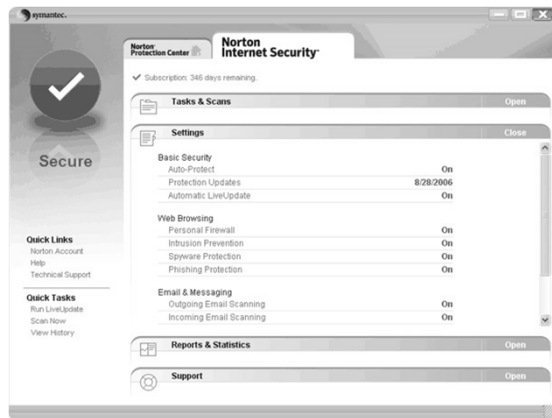 symantec.
Norton
Protection Center
Norton
Internet Security
Subscription: 346 days remaining.
Tasks & Scans Open
Settings Close
Secure
Basic Security
Auto-Protect On
Protection Updates 8/28/2006
Automatic LiveUpdate On
Web Browsing
Personal Firewall On
Intrusion Prevention On
Spyware Protection On
Phishing Protection On
Email & Messaging
Outgoing Email Scanning On
Incoming Email Scanning On
Quick Links
Norton Account
Help
Technical Support
Quick Tasks
Run LiveUpdate
Scan Now
View History
Reports & Statistics Open
Support Open